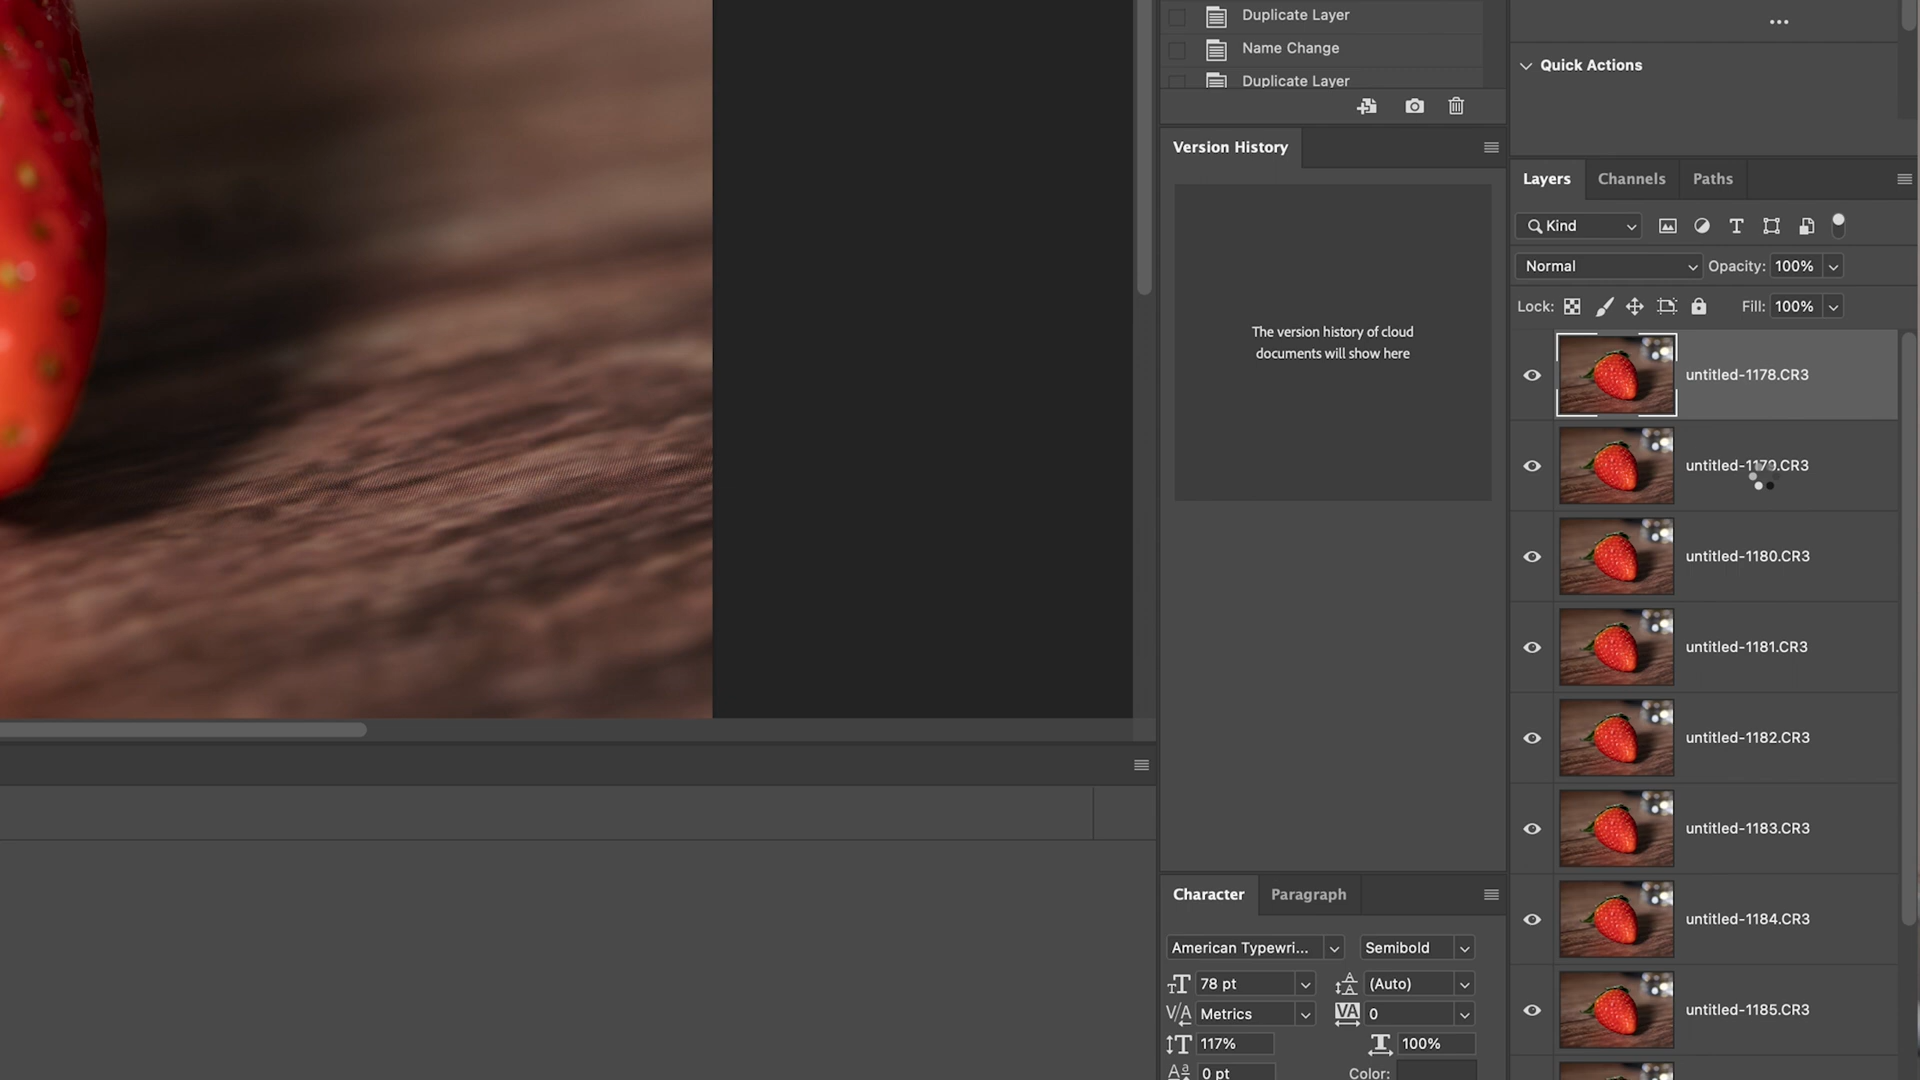 Duplicate Layer
Name Change
Duplicate Layer
Quick Actions
Version History
The version history of cloud
documents will show here
Layers
Channels
Paths
Kind
Normal
Opacity:
100%
Lock:
Fill:
100%
untitled-1178.CR3
untitled-1179.CR3
untitled-1180.CR3
untitled-1181.CR3
untitled-1182.CR3
untitled-1183.CR3
untitled-1184.CR3
untitled-1185.CR3
Character
Paragraph
American Typewri...
Semibold
78 pt
(Auto)
Metrics
0
117%
100%
0 pt
Color: